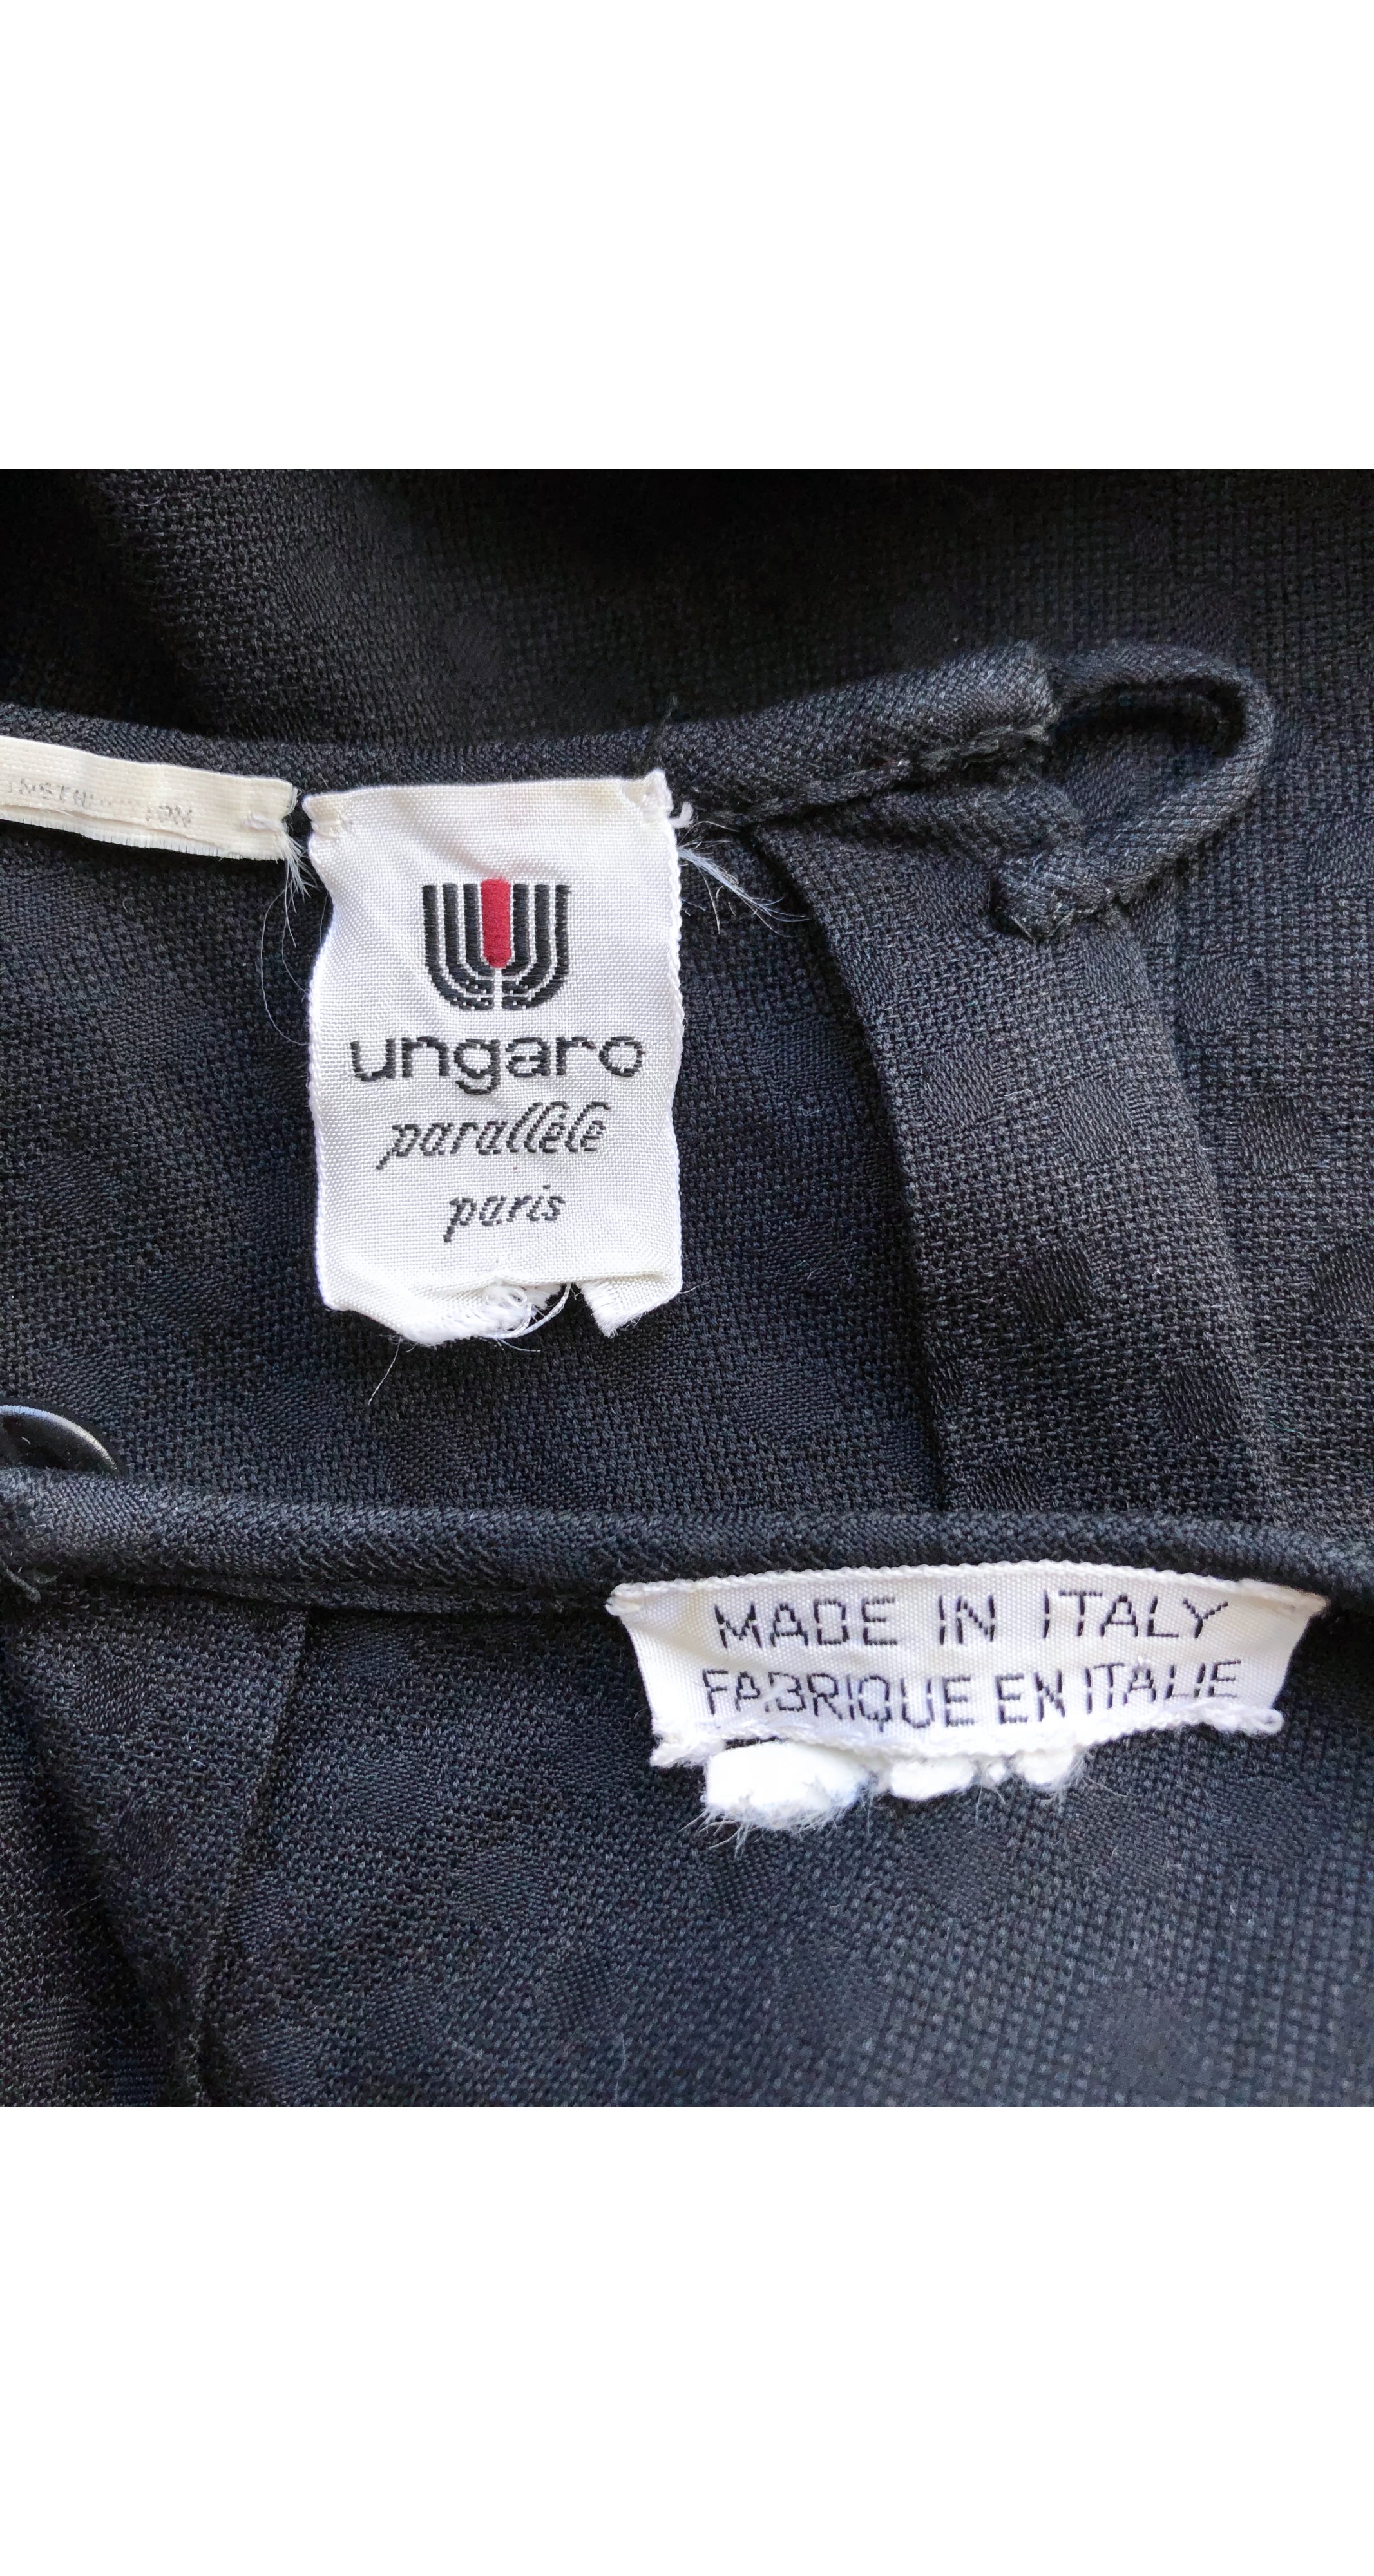 ungaro
parallèle
paris
MADE IN ITALY
FABRIQUE EN ITALIE